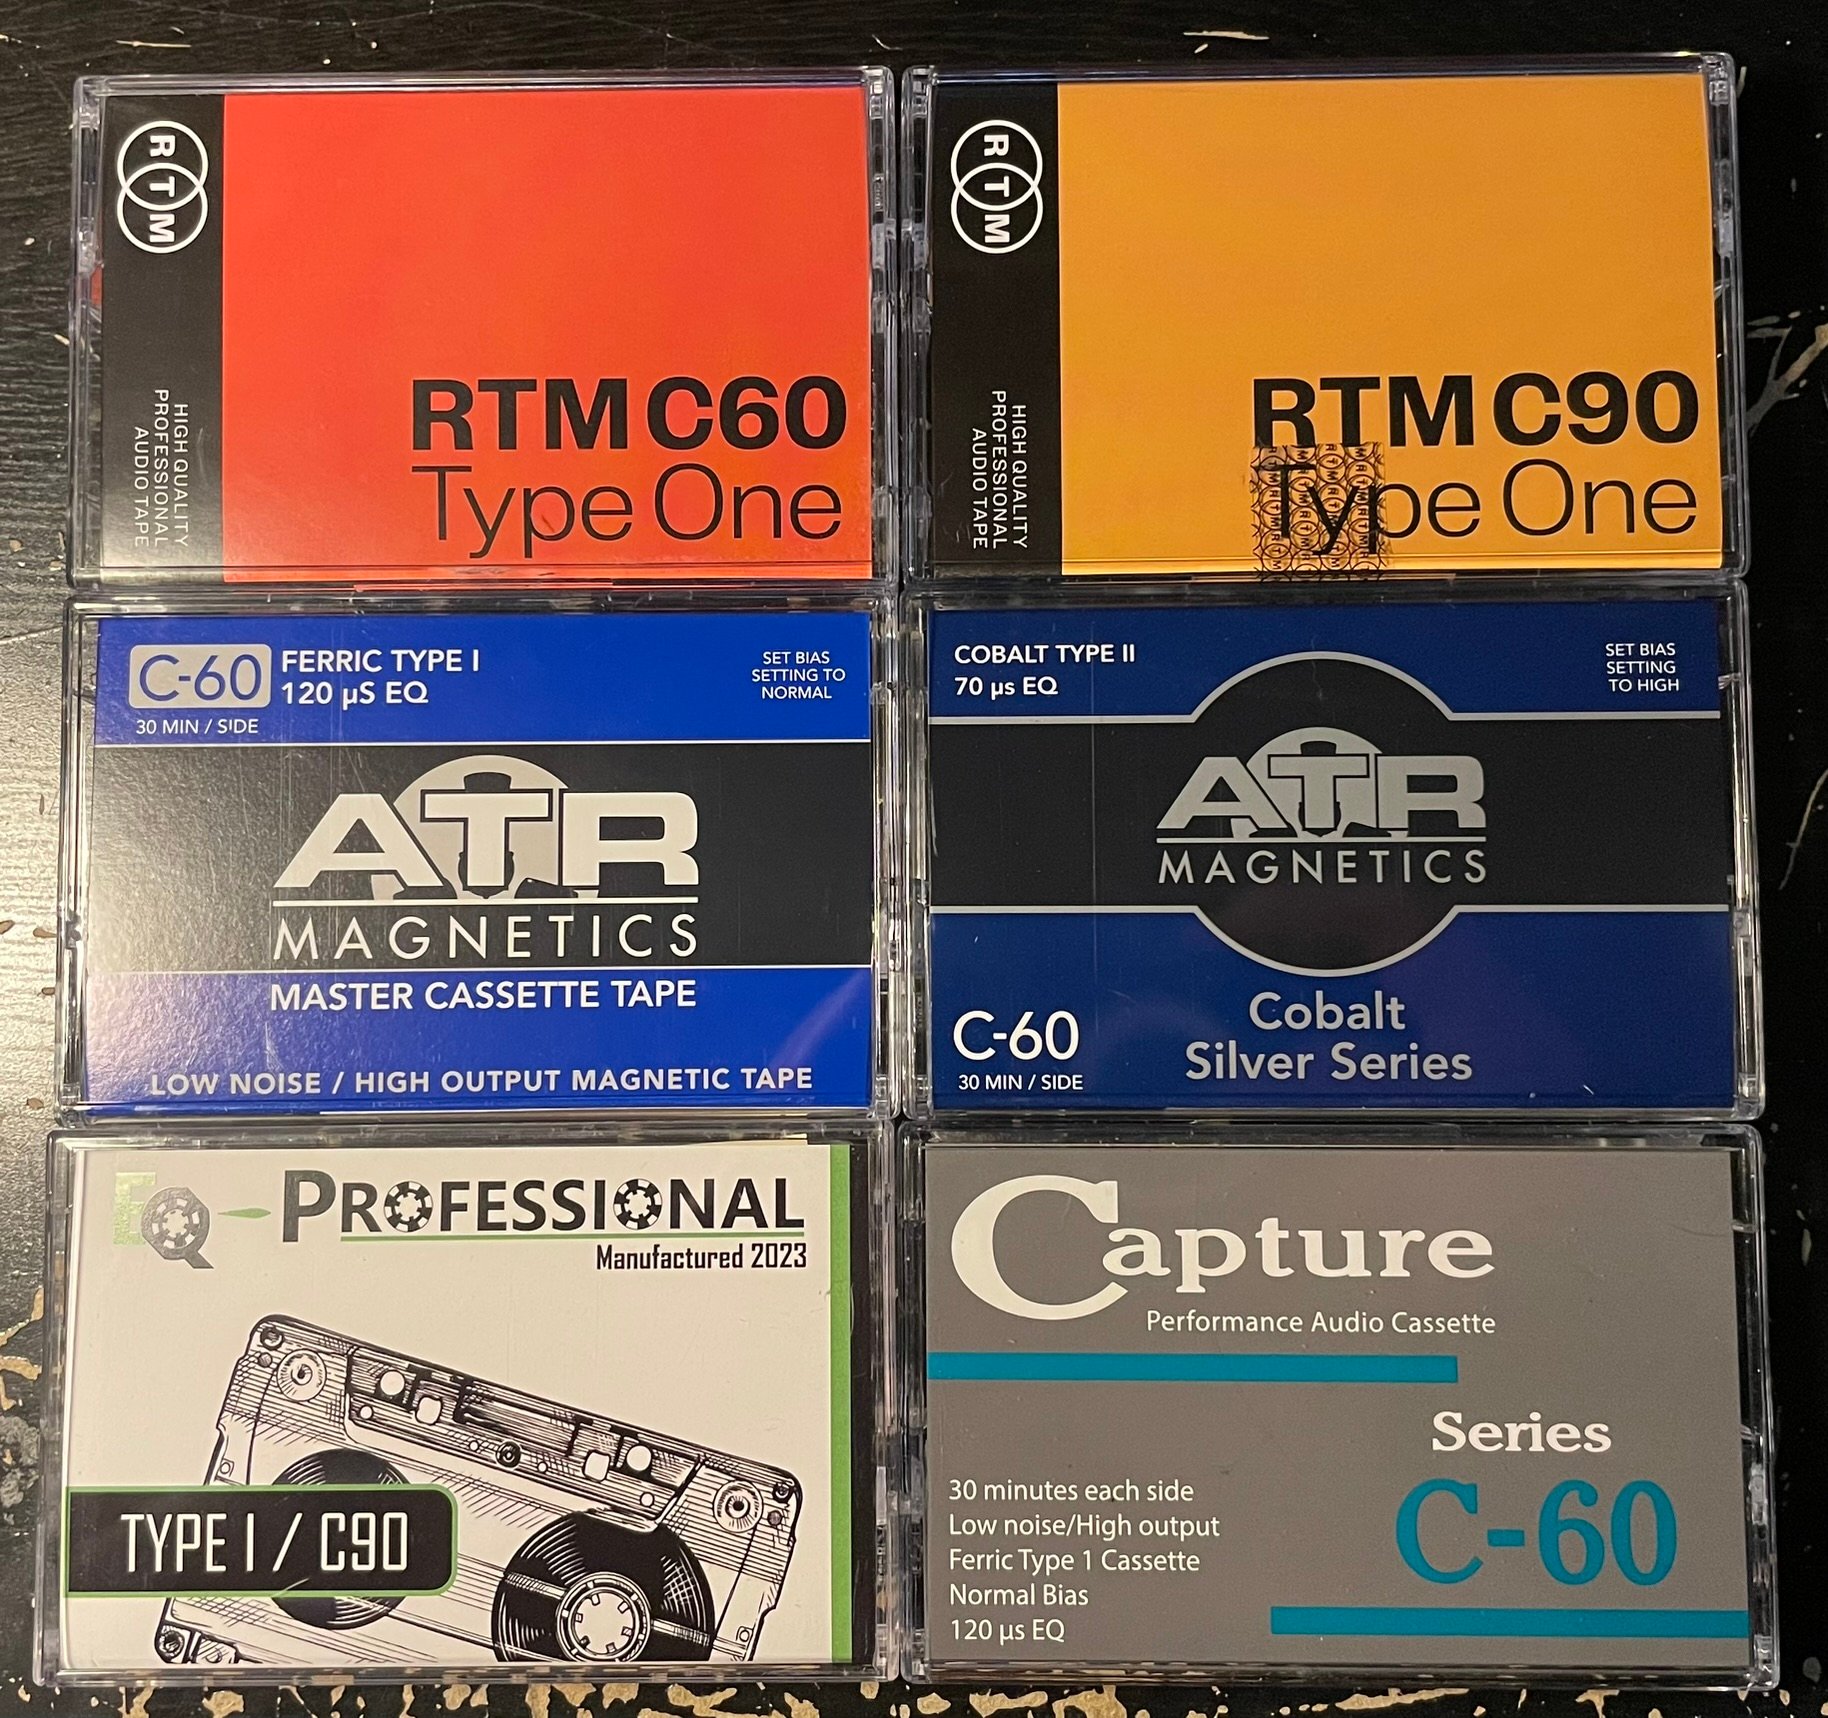 RTM
HIGH QUALITY
PROFESSIONAL
AUDIO TAPE
RTM C60
Type One
RTM
HIGH QUALITY
PROFESSIONAL
AUDIO TAPE
RTM C90
Type One
C-60
30 MIN / SIDE
FERRIC TYPE I
120 µS EQ
SET BIAS
SETTING TO
NORMAL
ATR
MAGNETICS
MASTER CASSETTE TAPE
LOW NOISE / HIGH OUTPUT MAGNETIC TAPE
COBALT TYPE II
70 µs EQ
SET BIAS
SETTING
TO HIGH
ATR
MAGNETICS
C-60
30 MIN / SIDE
Cobalt
Silver Series
EQ - PROFESSIONAL
Manufactured 2023
TYPE I / C90
Capture
Performance Audio Cassette
Series
C-60
30 minutes each side
Low noise/High output
Ferric Type 1 Cassette
Normal Bias
120 µs EQ